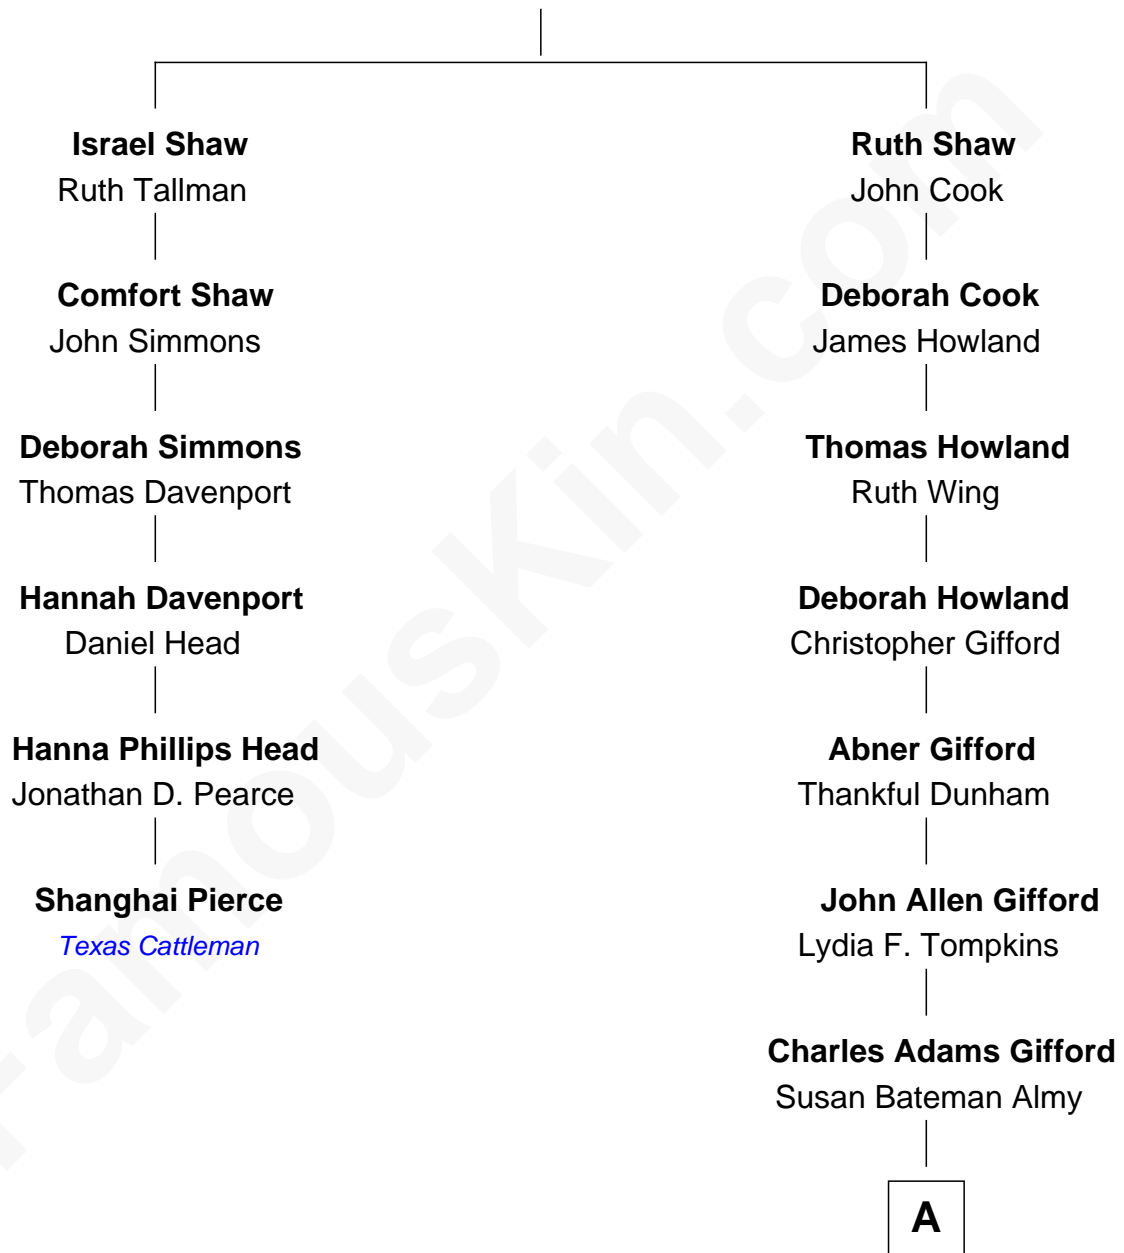 Israel Shaw
Ruth Tallman
Comfort Shaw
John Simmons
Deborah Simmons
Thomas Davenport
Hannah Davenport
Daniel Head
Hanna Phillips Head
Jonathan D. Pearce
Shanghai Pierce
Texas Cattleman
Ruth Shaw
John Cook
Deborah Cook
James Howland
Thomas Howland
Ruth Wing
Deborah Howland
Christopher Gifford
Abner Gifford
Thankful Dunham
John Allen Gifford
Lydia F. Tompkins
Charles Adams Gifford
Susan Bateman Almy
A
FamousKin.com